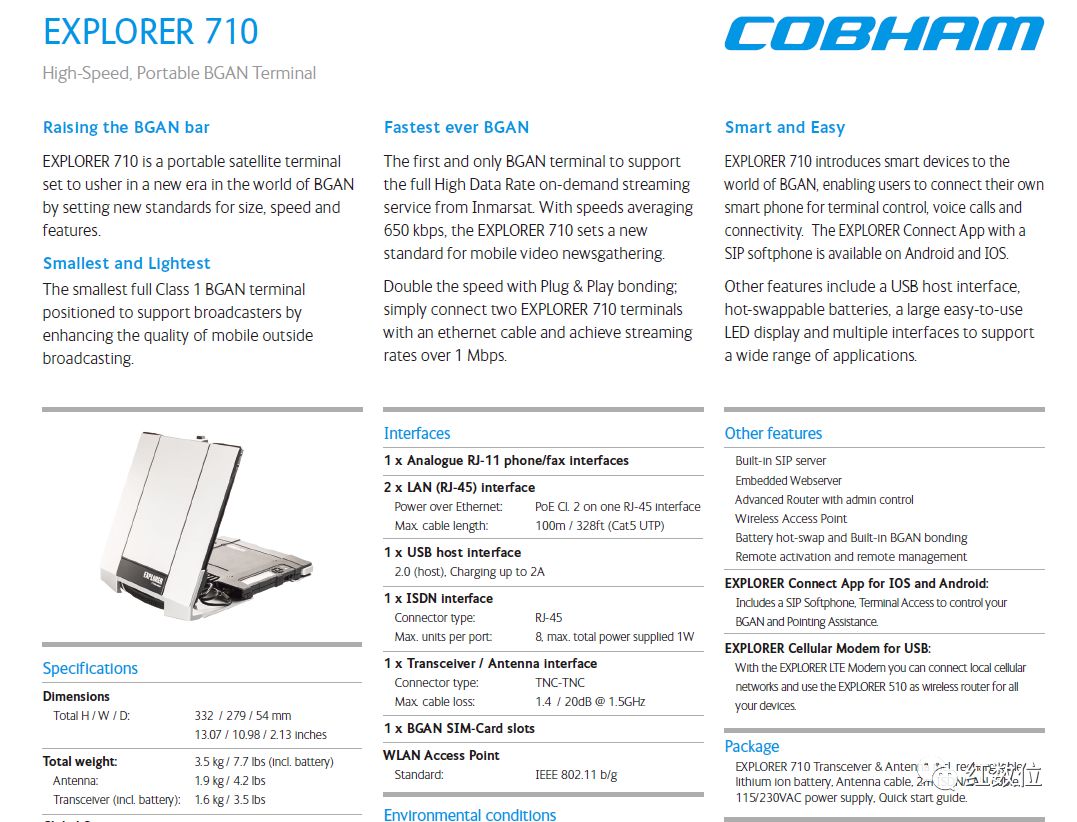 EXPLORER 710
COBHAM
High-Speed, Portable BGAN Terminal
Raising the BGAN bar
EXPLORER 710 is a portable satellite terminal
set to usher in a new era in the world of BGAN
by setting new standards for size, speed and
features.
Smallest and Lightest
The smallest full Class 1 BGAN terminal
positioned to support broadcasters by
enhancing the quality of mobile outside
broadcasting.
Fastest ever BGAN
The first and only BGAN terminal to support
the full High Data Rate on-demand streaming
service from Inmarsat. With speeds averaging
650 kbps, the EXPLORER 710 sets a new
standard for mobile video newsgathering.
Double the speed with Plug & Play bonding;
simply connect two EXPLORER 710 terminals
with an ethernet cable and achieve streaming
rates over 1 Mbps.
Smart and Easy
EXPLORER 710 introduces smart devices to the
world of BGAN, enabling users to connect their own
smart phone for terminal control, voice calls and
connectivity. The EXPLORER Connect App with a
SIP softphone is available on Android and IOS.
Other features include a USB host interface,
hot-swappable batteries, a large easy-to-use
LED display and multiple interfaces to support
a wide range of applications.
EXPLORER
Specifications
Dimensions
Total H / W / D: 332 / 279 / 54 mm
13.07 / 10.98 / 2.13 inches
Total weight: 3.5 kg / 7.7 lbs (incl. battery)
Antenna: 1.9 kg / 4.2 lbs
Transceiver (incl. battery): 1.6 kg / 3.5 lbs
Interfaces
1 x Analogue RJ-11 phone/fax interfaces
2 x LAN (RJ-45) interface
Power over Ethernet: PoE Cl. 2 on one RJ-45 interface
Max. cable length: 100m / 328ft (Cat5 UTP)
1 x USB host interface
2.0 (host), Charging up to 2A
1 x ISDN interface
Connector type: RJ-45
Max. units per port: 8, max. total power supplied 1W
1 x Transceiver / Antenna interface
Connector type: TNC-TNC
Max. cable loss: 1.4 / 20dB @ 1.5GHz
1 x BGAN SIM-Card slots
WLAN Access Point
Standard: IEEE 802.11 b/g
Environmental conditions
Other features
Built-in SIP server
Embedded Webserver
Advanced Router with admin control
Wireless Access Point
Battery hot-swap and Built-in BGAN bonding
Remote activation and remote management
EXPLORER Connect App for IOS and Android:
Includes a SIP Softphone, Terminal Access to control your
BGAN and Pointing Assistance.
EXPLORER Cellular Modem for USB:
With the EXPLORER LTE Modem you can connect local cellular
networks and use the EXPLORER 510 as wireless router for all
your devices.
Package
EXPLORER 710 Transceiver &
lithium ion battery, Antenna cable,
115/230VAC power supply, Quick start guide.
红数位